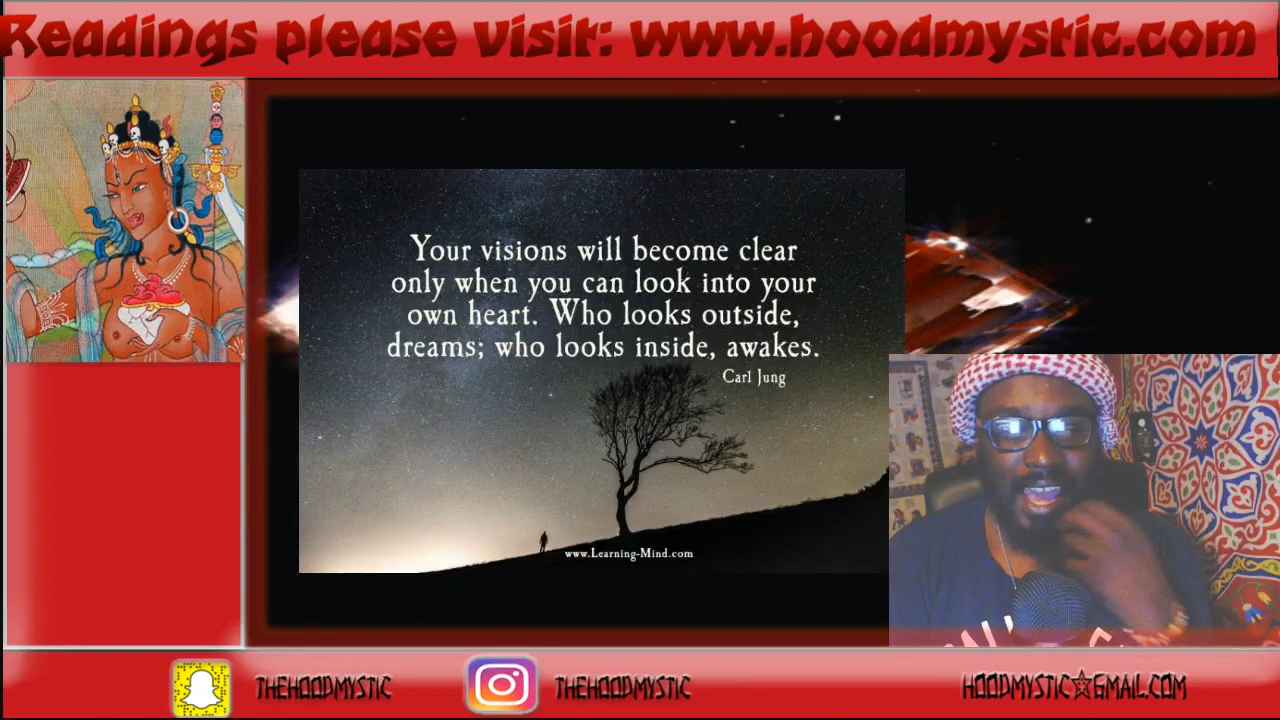 Readings please visit: www.hoodmystic.com
Your visions will become clear
only when you can look into your
own heart. Who looks outside,
dreams; who looks inside, awakes.
Carl Jung
www.Learning-Mind.com
THEHOODMYSTIC
THEHOODMYSTIC
HOODMYSTIC@GMAIL.COM